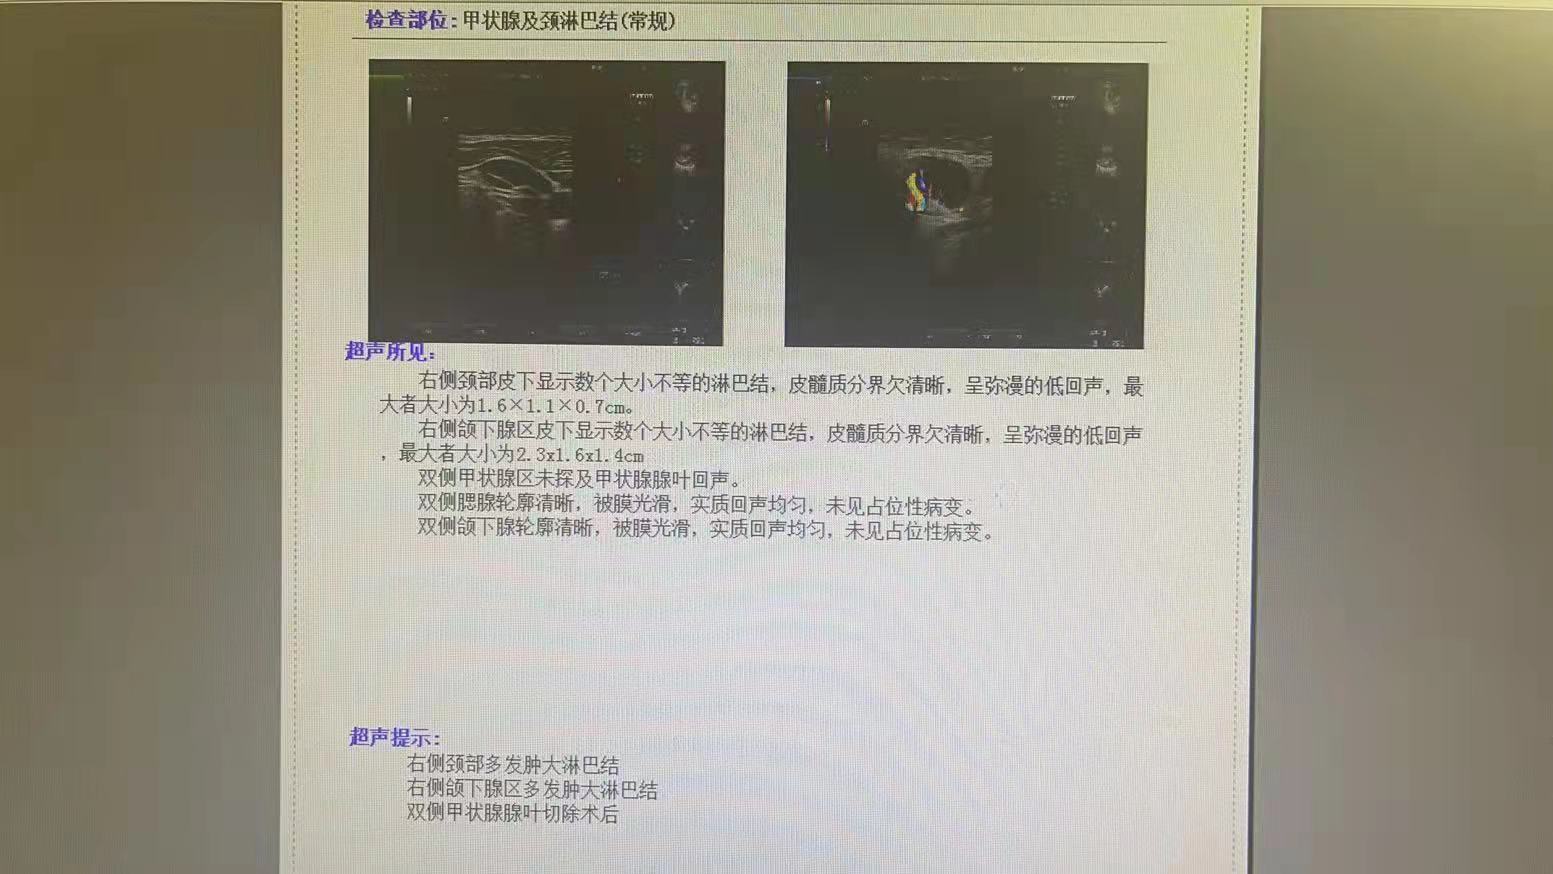 检查部位:甲状腺及颈淋巴结(常规)
超声所见:
右侧颈部皮下显示数个大小不等的淋巴结，皮髓质分界欠清晰，呈弥漫的低回声，最
大者大小为1.6×1.1×0.7cm。
右侧颌下腺区皮下显示数个大小不等的淋巴结，皮髓质分界欠清晰，呈弥漫的低回声
，最大者大小为2.3x1.6x1.4cm
双侧甲状腺区未探及甲状腺腺叶回声。
双侧腮腺轮廓清晰，被膜光滑，实质回声均匀，未见占位性病变。
双侧颌下腺轮廓清晰，被膜光滑，实质回声均匀，未见占位性病变。
超声提示:
右侧颈部多发肿大淋巴结
右侧颌下腺区多发肿大淋巴结
双侧甲状腺腺叶切除术后